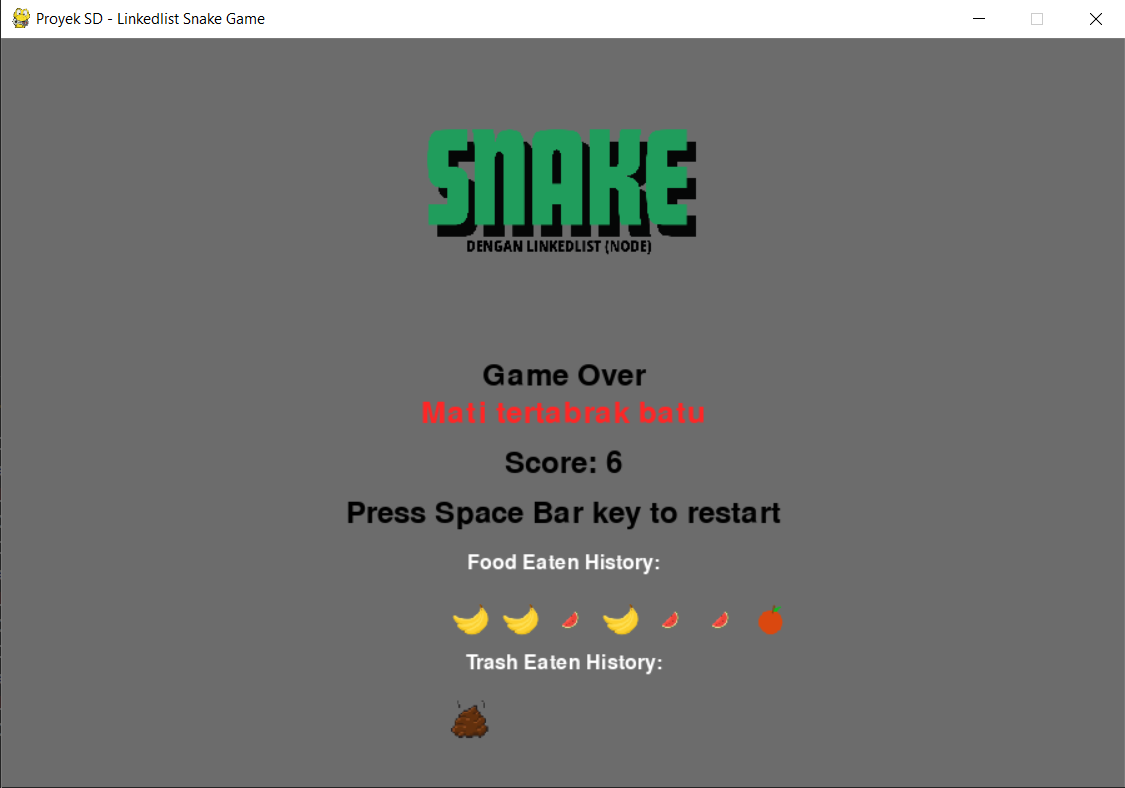 Proyek SD - Linkedlist Snake Game
SNAKE
DENGAN LINKEDLIST (NODE)
Game Over
Mati tertabrak batu
Score: 6
Press Space Bar key to restart
Food Eaten History:
Trash Eaten History: